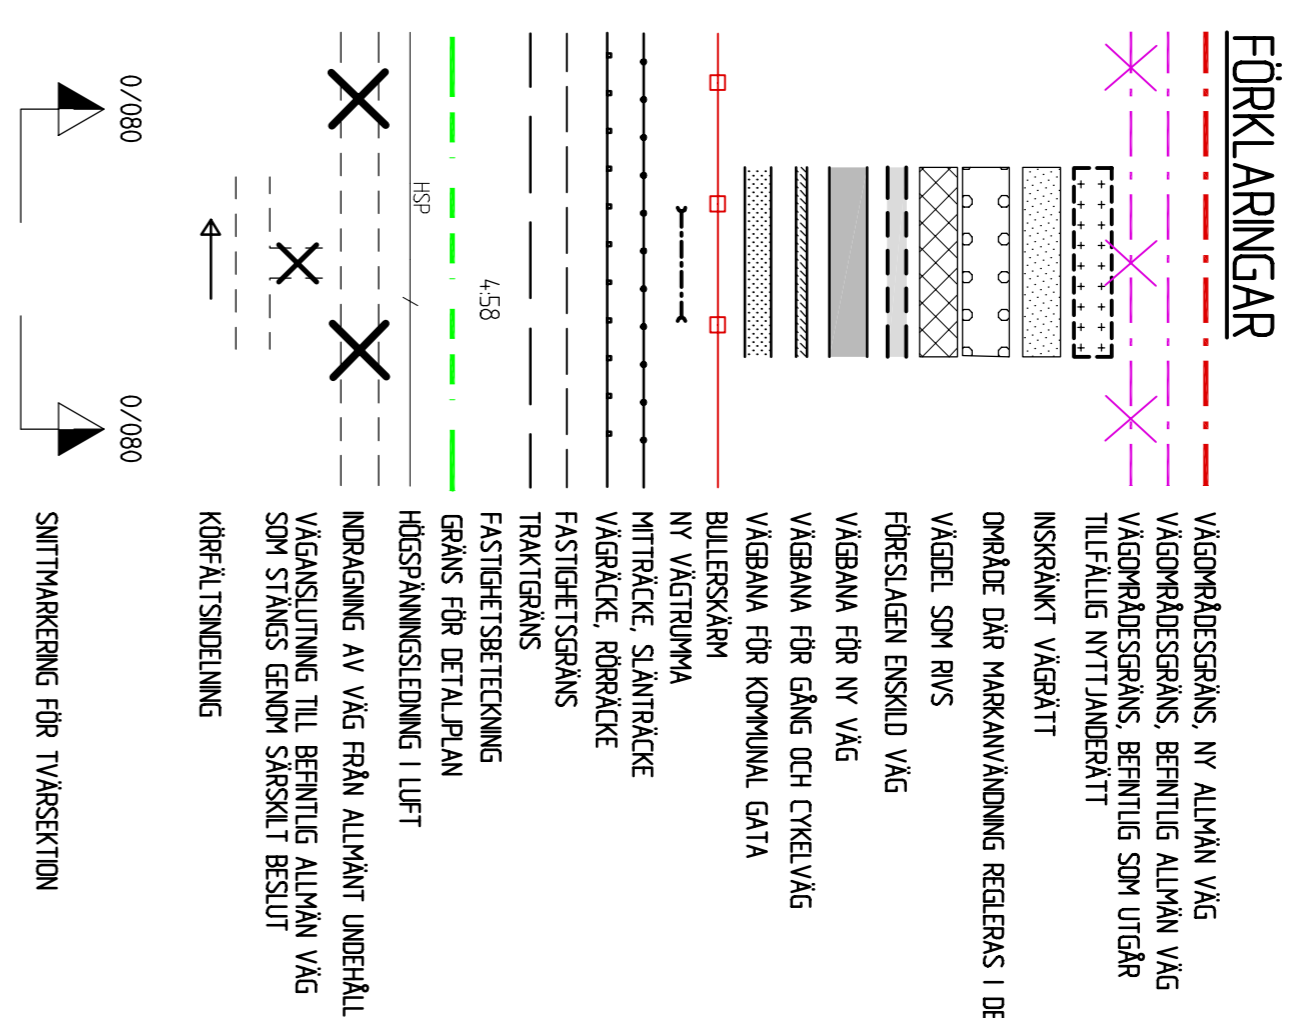 FÖRKLARINGAR
VÄGOMRÅDESGRÄNS, NY ALLMÄN VÄG
VÄGOMRÅDESGRÄNS, BEFINTLIG ALLMÄN VÄG
VÄGOMRÅDESGRÄNS, BEFINTLIG SOM UTGÅR
TILLFÄLLIG NYTTJANDERÄTT
INSKRÄNKT VÄGRÄTT
OMRÅDE DÄR MARKANVÄNDNING REGLERAS I DE
VÄGDEL SOM RIVS
FÖRESLAGEN ENSKILD VÄG
VÄGBANA FÖR NY VÄG
VÄGBANA FÖR GÅNG OCH CYKELVÄG
VÄGBANA FÖR KOMMUNAL GATA
BULLERSKÄRM
NY VÄGTRUMMA
MITTRÄCKE, SLÄNTRÄCKE
VÄGRÄCKE, RÖRRÄCKE
FASTIGHETSGRÄNS
TRAKTGRÄNS
4:58 FASTIGHETSBETECKNING
GRÄNS FÖR DETALJPLAN
HSP HÖGSPÄNNINGSLEDNING I LUFT
INDRAGNING AV VÄG FRÅN ALLMÄNT UNDEHÅLL
VÄGANSLUTNING TILL BEFINTLIG ALLMÄN VÄG
SOM STÄNGS GENOM SÄRSKILT BESLUT
KÖRFÄLTSINDELNING
0/080 0/080
SNITTMARKERING FÖR TVÄRSEKTION